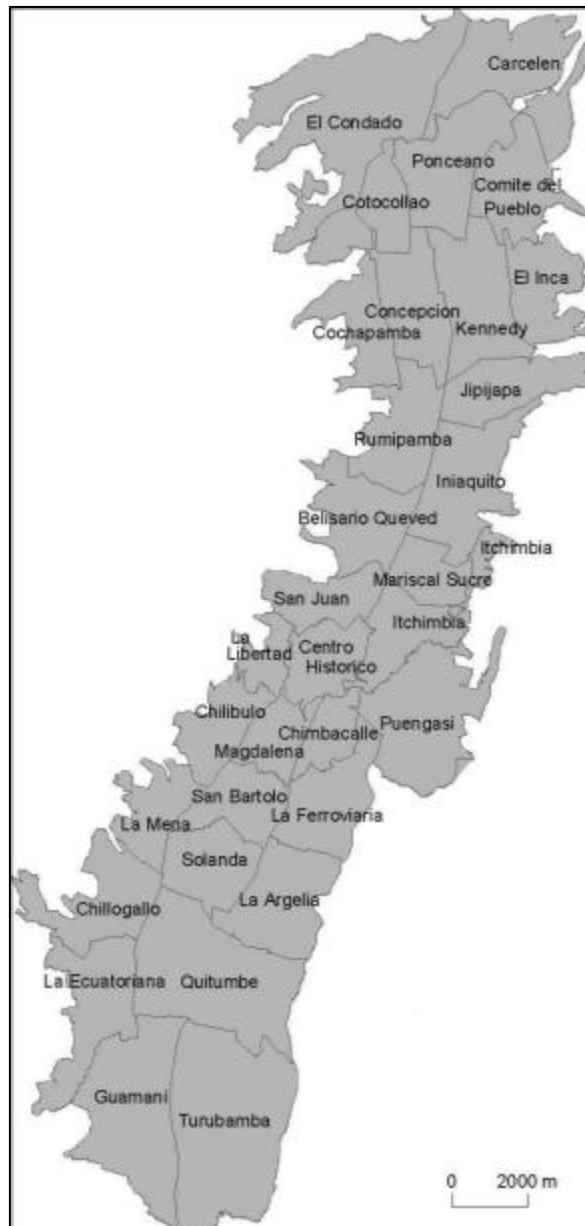 Carcelen
El Condado
Ponceano
Comite del
Pueblo
Cotocollao
El Inca
Concepción
Cochapamba
Kennedy
Jipijapa
Rumipamba
Iniaquito
Belisario Queved
Itchimbia
Mariscal Sucre
San Juan
Itchimbia
La
Libertad
Centro
Historico
Chilibulo
Puengasi
Chimbacalle
Magdalena
San Bartolo
La Ferroviaria
La Mena
Solanda
La Argelia
Chillogallo
La Ecuatoriana
Quitumbe
Guamani
Turubamba
0 2000 m